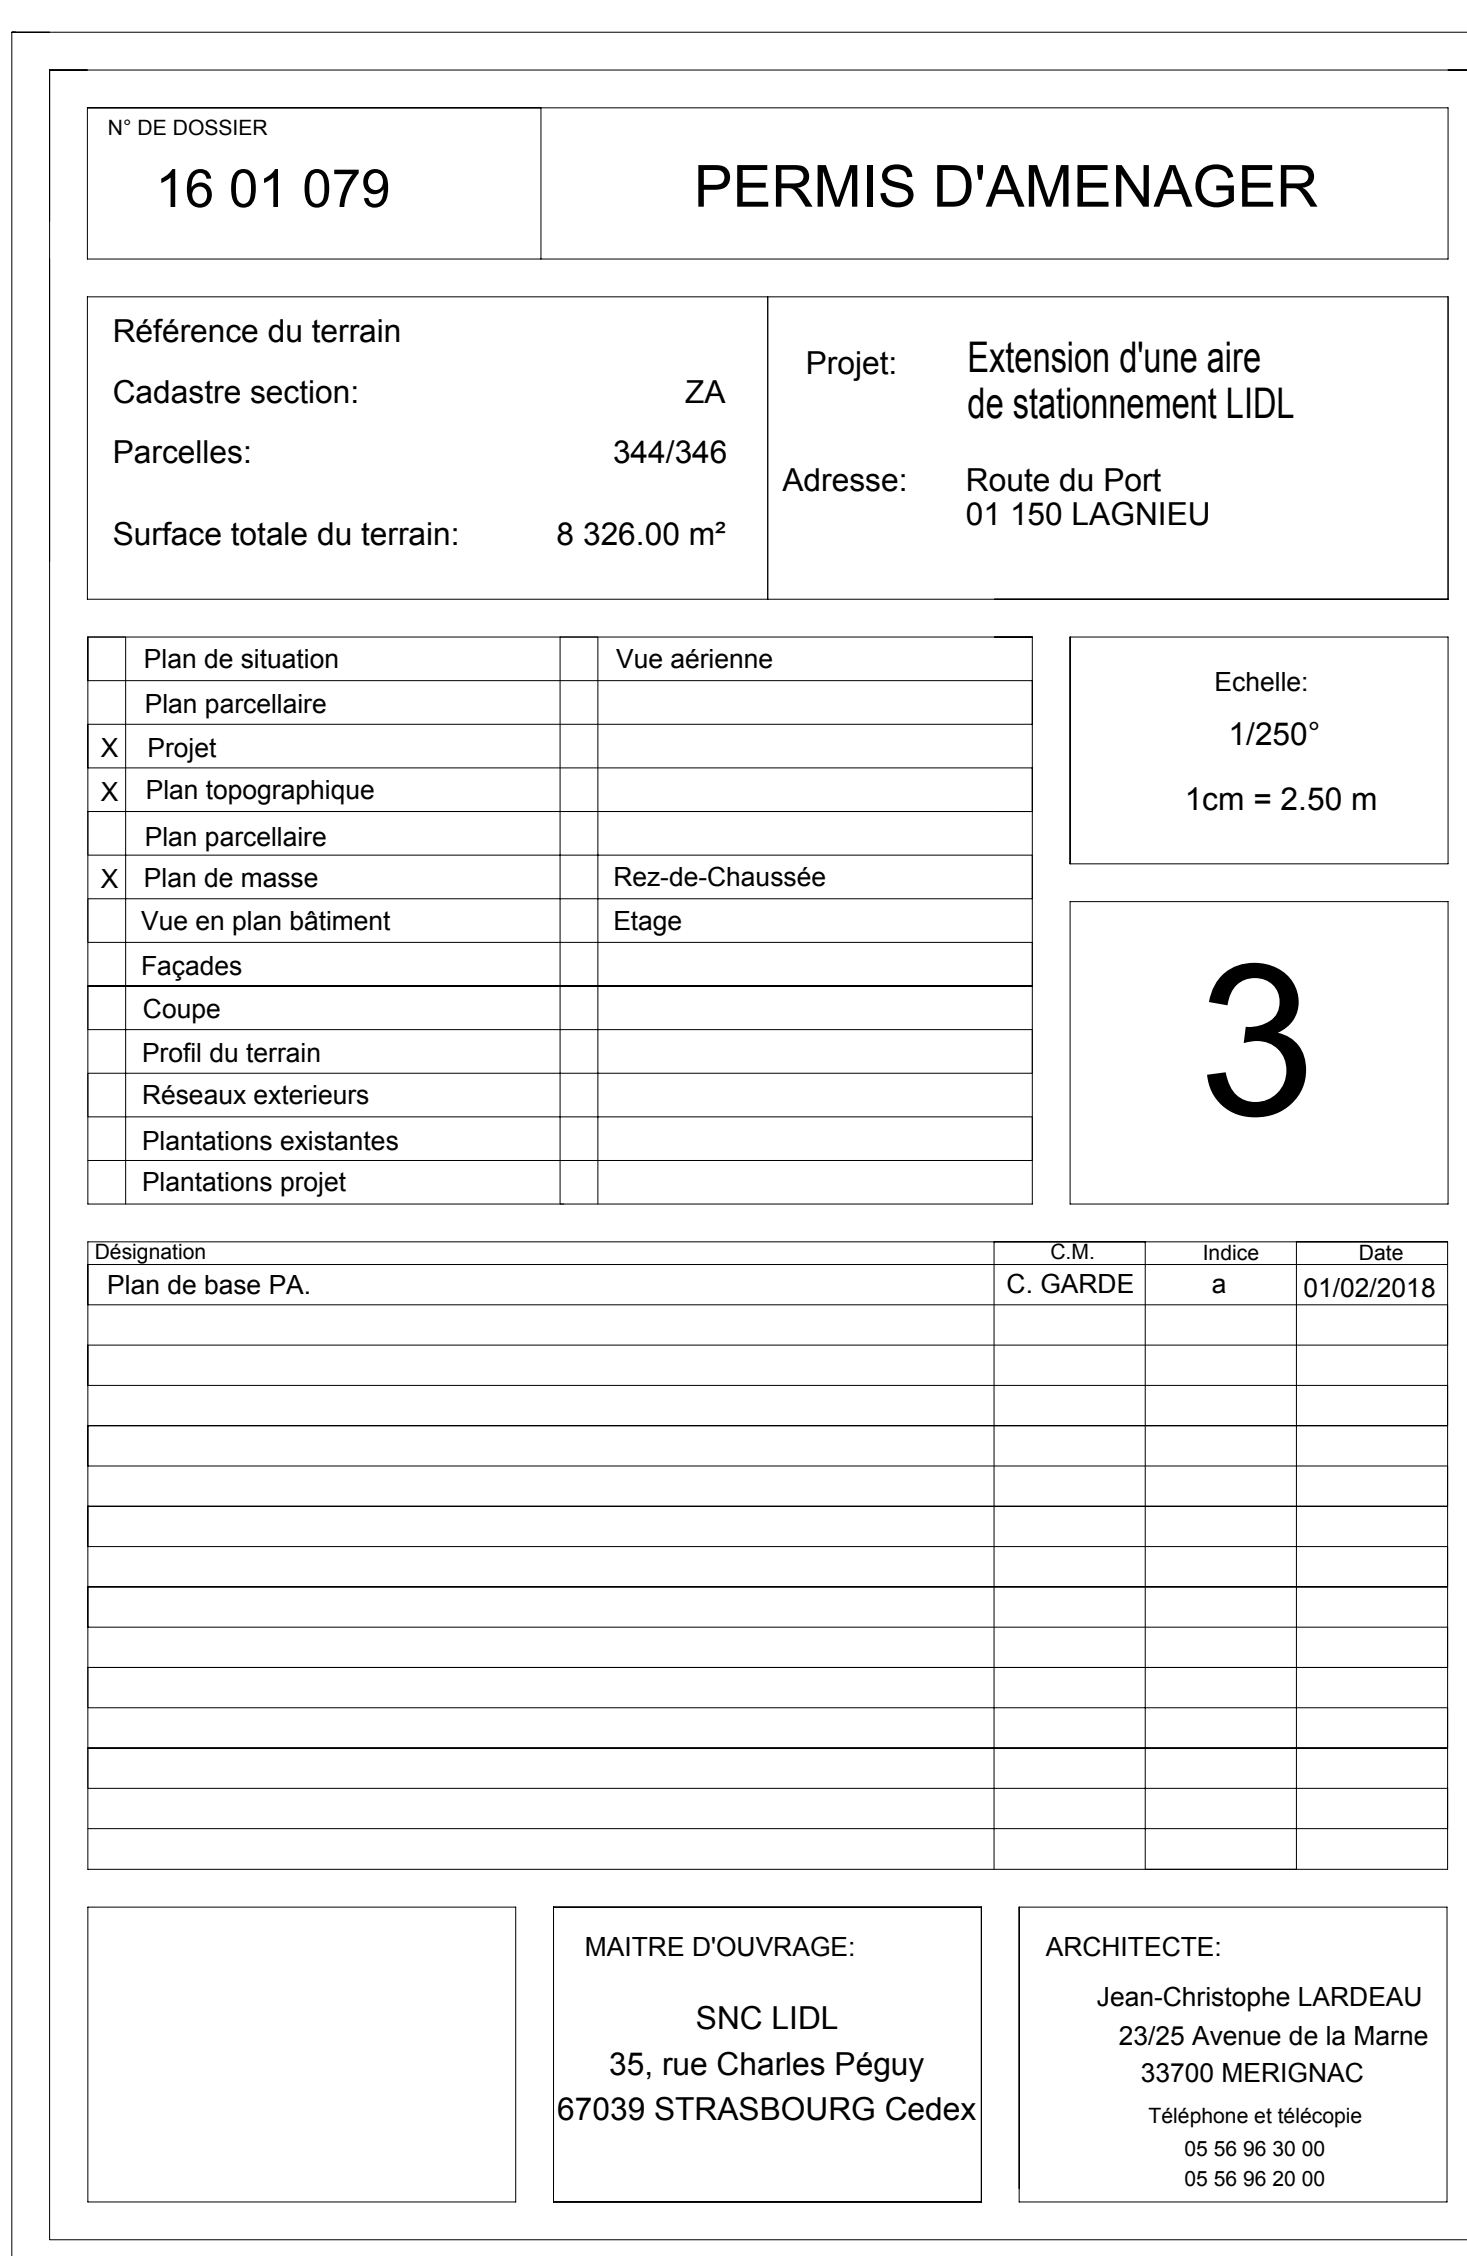 N° DE DOSSIER
16 01 079
PERMIS D'AMENAGER
Référence du terrain
Cadastre section: ZA
Parcelles: 344/346
Surface totale du terrain: 8 326.00 m²
Projet: Extension d'une aire
de stationnement LIDL
Adresse: Route du Port
01 150 LAGNIEU
Plan de situation Vue aérienne
Plan parcellaire
X Projet
X Plan topographique
Plan parcellaire
X Plan de masse Rez-de-Chaussée
Vue en plan bâtiment Etage
Façades
Coupe
Profil du terrain
Réseaux exterieurs
Plantations existantes
Plantations projet
Echelle:
1/250°
1cm = 2.50 m
3
Désignation C.M. Indice Date
Plan de base PA. C. GARDE a 01/02/2018
MAITRE D'OUVRAGE:
SNC LIDL
35, rue Charles Péguy
67039 STRASBOURG Cedex
ARCHITECTE:
Jean-Christophe LARDEAU
23/25 Avenue de la Marne
33700 MERIGNAC
Téléphone et télécopie
05 56 96 30 00
05 56 96 20 00